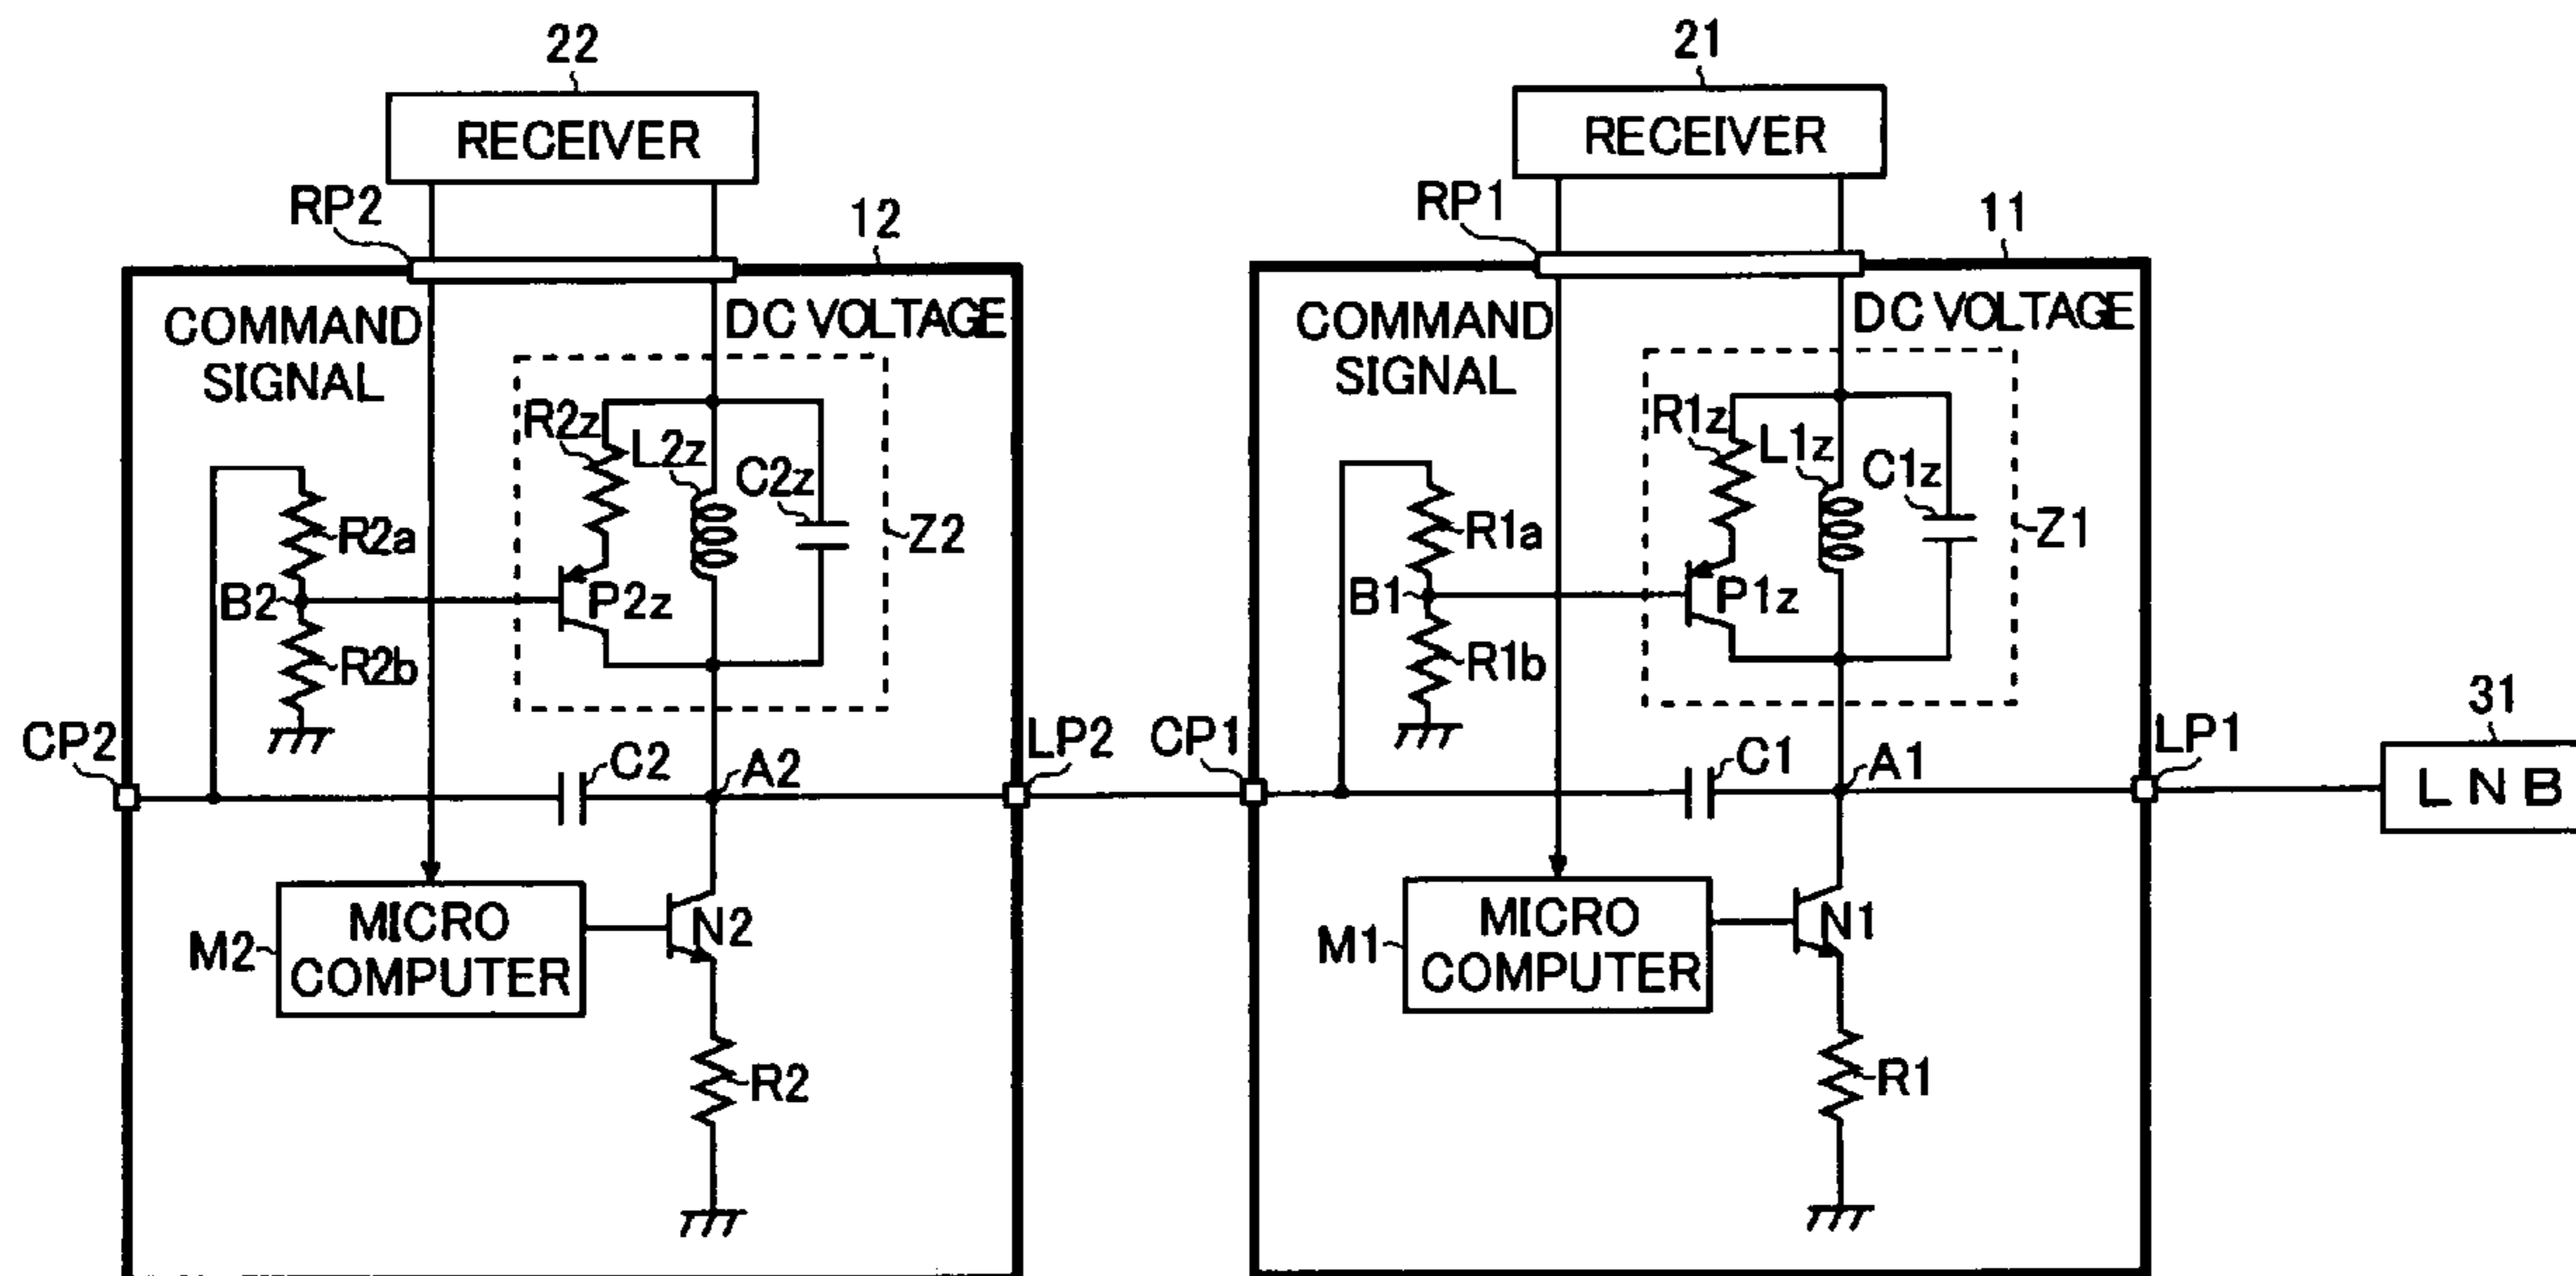 22
RECEIVER
RP2
12
COMMAND
SIGNAL
DC VOLTAGE
R2z
L2z
C2z
Z2
R2a
B2
P2z
R2b
CP2
C2
A2
LP2
MICRO
COMPUTER
M2
N2
R2
21
RECEIVER
RP1
11
COMMAND
SIGNAL
DC VOLTAGE
R1z
L1z
C1z
Z1
R1a
B1
P1z
R1b
CP1
C1
A1
LP1
31
LNB
MICRO
COMPUTER
M1
N1
R1